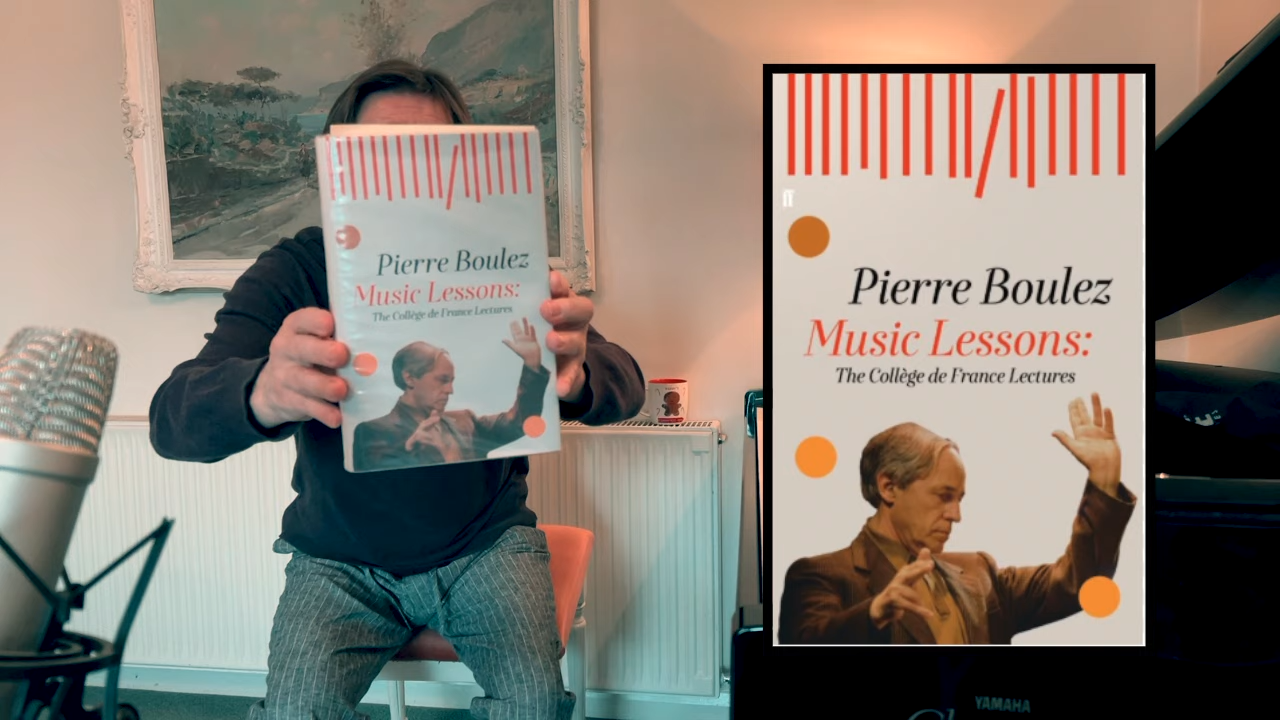 Pierre Boulez
Music Lessons:
The Collège de France Lectures
ff
Pierre Boulez
Music Lessons:
The Collège de France Lectures
YAMAHA